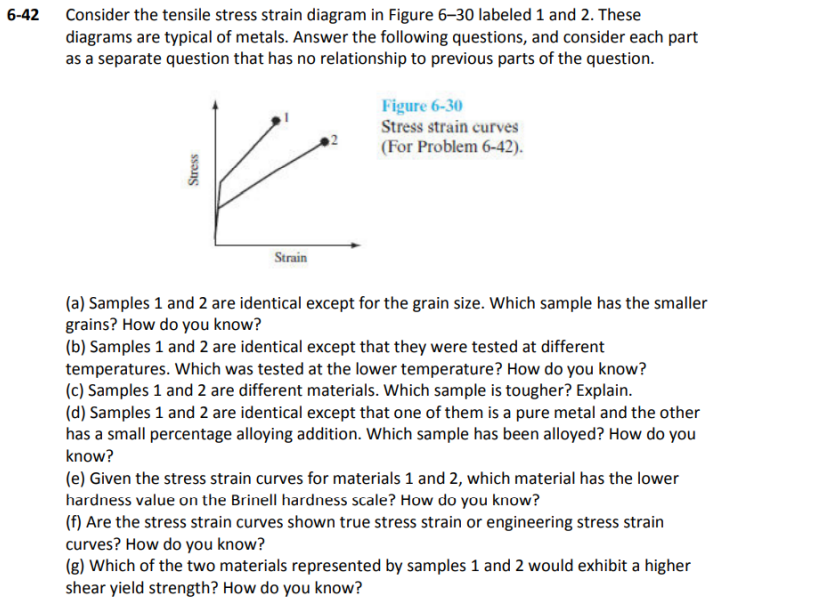 6-42 Consider the tensile stress strain diagram in Figure 6–30 labeled 1 and 2. These
diagrams are typical of metals. Answer the following questions, and consider each part
as a separate question that has no relationship to previous parts of the question.
Figure 6-30
Stress strain curves
(For Problem 6-42).
1
2
Stress
Strain
(a) Samples 1 and 2 are identical except for the grain size. Which sample has the smaller
grains? How do you know?
(b) Samples 1 and 2 are identical except that they were tested at different
temperatures. Which was tested at the lower temperature? How do you know?
(c) Samples 1 and 2 are different materials. Which sample is tougher? Explain.
(d) Samples 1 and 2 are identical except that one of them is a pure metal and the other
has a small percentage alloying addition. Which sample has been alloyed? How do you
know?
(e) Given the stress strain curves for materials 1 and 2, which material has the lower
hardness value on the Brinell hardness scale? How do you know?
(f) Are the stress strain curves shown true stress strain or engineering stress strain
curves? How do you know?
(g) Which of the two materials represented by samples 1 and 2 would exhibit a higher
shear yield strength? How do you know?